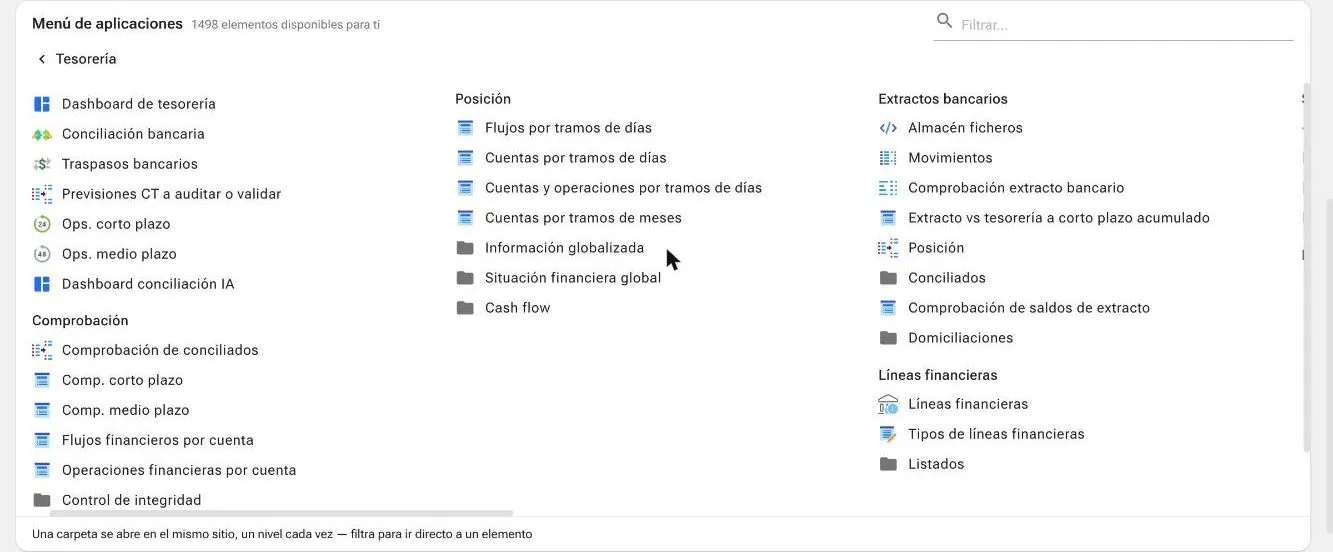 Menú de aplicaciones 1498 elementos disponibles para ti
Filtrar...
Tesorería
Dashboard de tesorería
Conciliación bancaria
Traspasos bancarios
Previsiones CT a auditar o validar
24 Ops. corto plazo
48 Ops. medio plazo
Dashboard conciliación IA
Comprobación
Comprobación de conciliados
Comp. corto plazo
Comp. medio plazo
Flujos financieros por cuenta
Operaciones financieras por cuenta
Control de integridad
Posición
Flujos por tramos de días
Cuentas por tramos de días
Cuentas y operaciones por tramos de días
Cuentas por tramos de meses
Información globalizada
Situación financiera global
Cash flow
Extractos bancarios
Almacén ficheros
Movimientos
Comprobación extracto bancario
Extracto vs tesorería a corto plazo acumulado
Posición
Conciliados
Comprobación de saldos de extracto
Domiciliaciones
Líneas financieras
Líneas financieras
Tipos de líneas financieras
Listados
Una carpeta se abre en el mismo sitio, un nivel cada vez — filtra para ir directo a un elemento